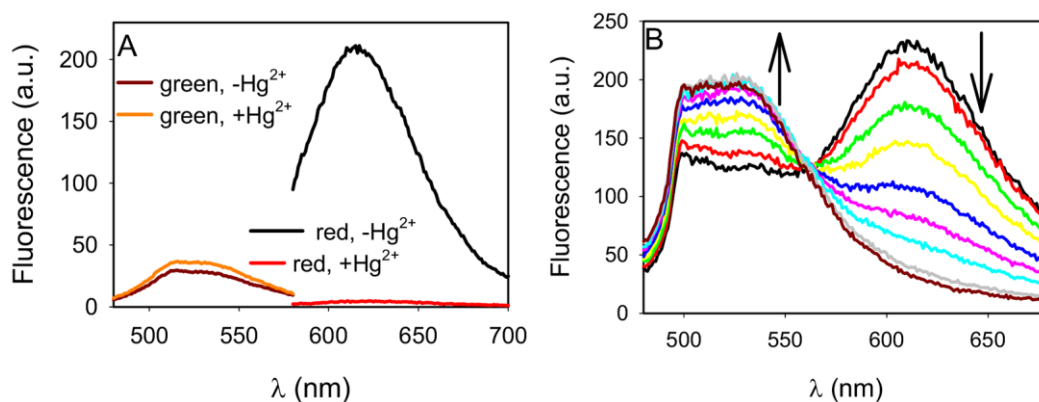 A
green, -Hg²⁺
green, +Hg²⁺
red, -Hg²⁺
red, +Hg²⁺
Fluorescence (a.u.)
200
150
100
50
0
500 550 600 650 700
λ (nm)
B
Fluorescence (a.u.)
250
200
150
100
50
0
500 550 600 650
λ (nm)